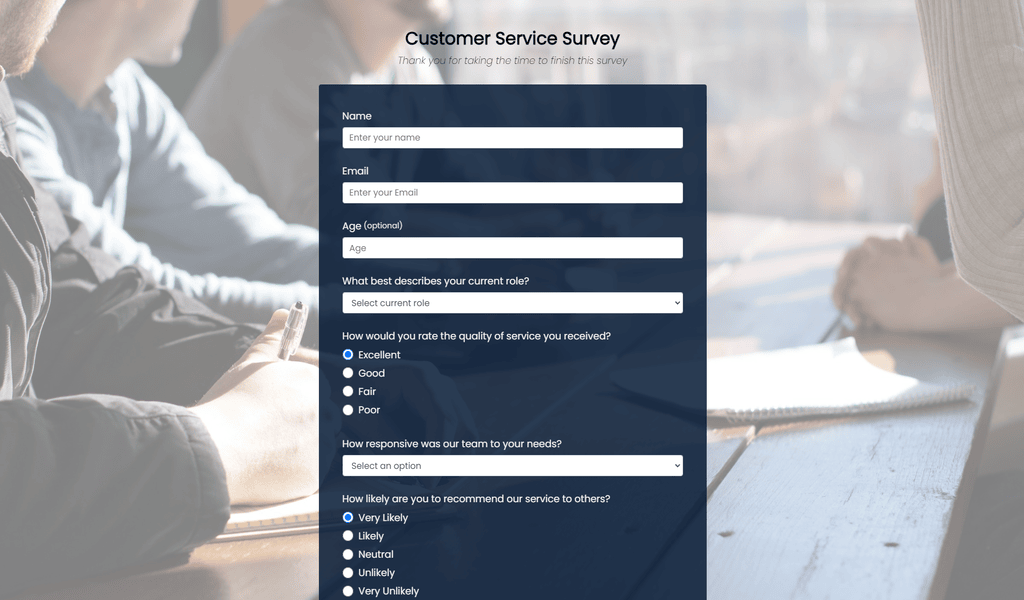 Customer Service Survey
Thank you for taking the time to finish this survey
Name
Enter your name
Email
Enter your Email
Age (optional)
Age
What best describes your current role?
Select current role
How would you rate the quality of service you received?
Excellent
Good
Fair
Poor
How responsive was our team to your needs?
Select an option
How likely are you to recommend our service to others?
Very Likely
Likely
Neutral
Unlikely
Very Unlikely